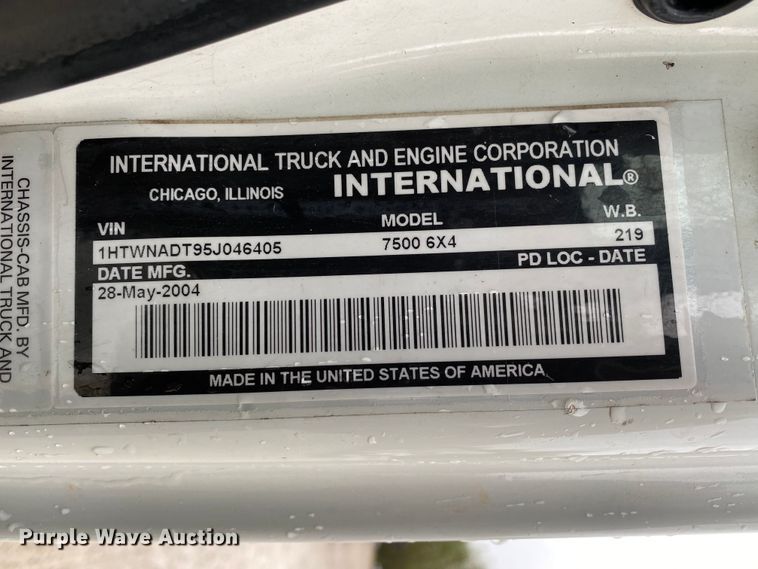 INTERNATIONAL TRUCK AND ENGINE CORPORATION
CHICAGO, ILLINOIS INTERNATIONAL®
VIN MODEL W.B.
1HTWNADT95J046405 7500 6X4 219
DATE MFG. PD LOC - DATE
28-May-2004
MADE IN THE UNITED STATES OF AMERICA
CHASSIS-CAB MFD. BY
INTERNATIONAL TRUCK AND
Purple Wave Auction